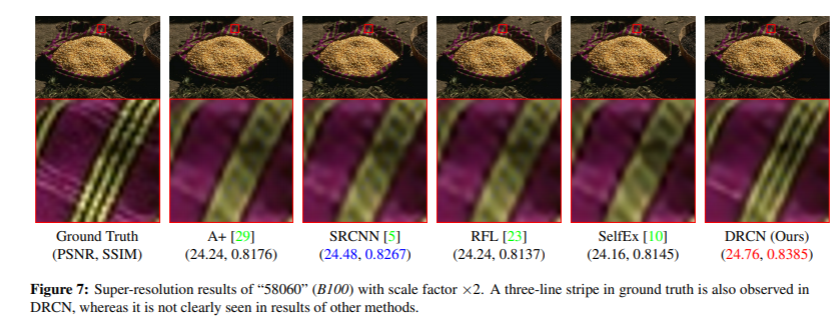 Ground Truth A+ [29] SRCNN [5] RFL [23] SelfEx [10] DRCN (Ours)
(PSNR, SSIM) (24.24, 0.8176) (24.48, 0.8267) (24.24, 0.8137) (24.16, 0.8145) (24.76, 0.8385)
Figure 7: Super-resolution results of “58060” (B100) with scale factor ×2. A three-line stripe in ground truth is also observed in
DRCN, whereas it is not clearly seen in results of other methods.